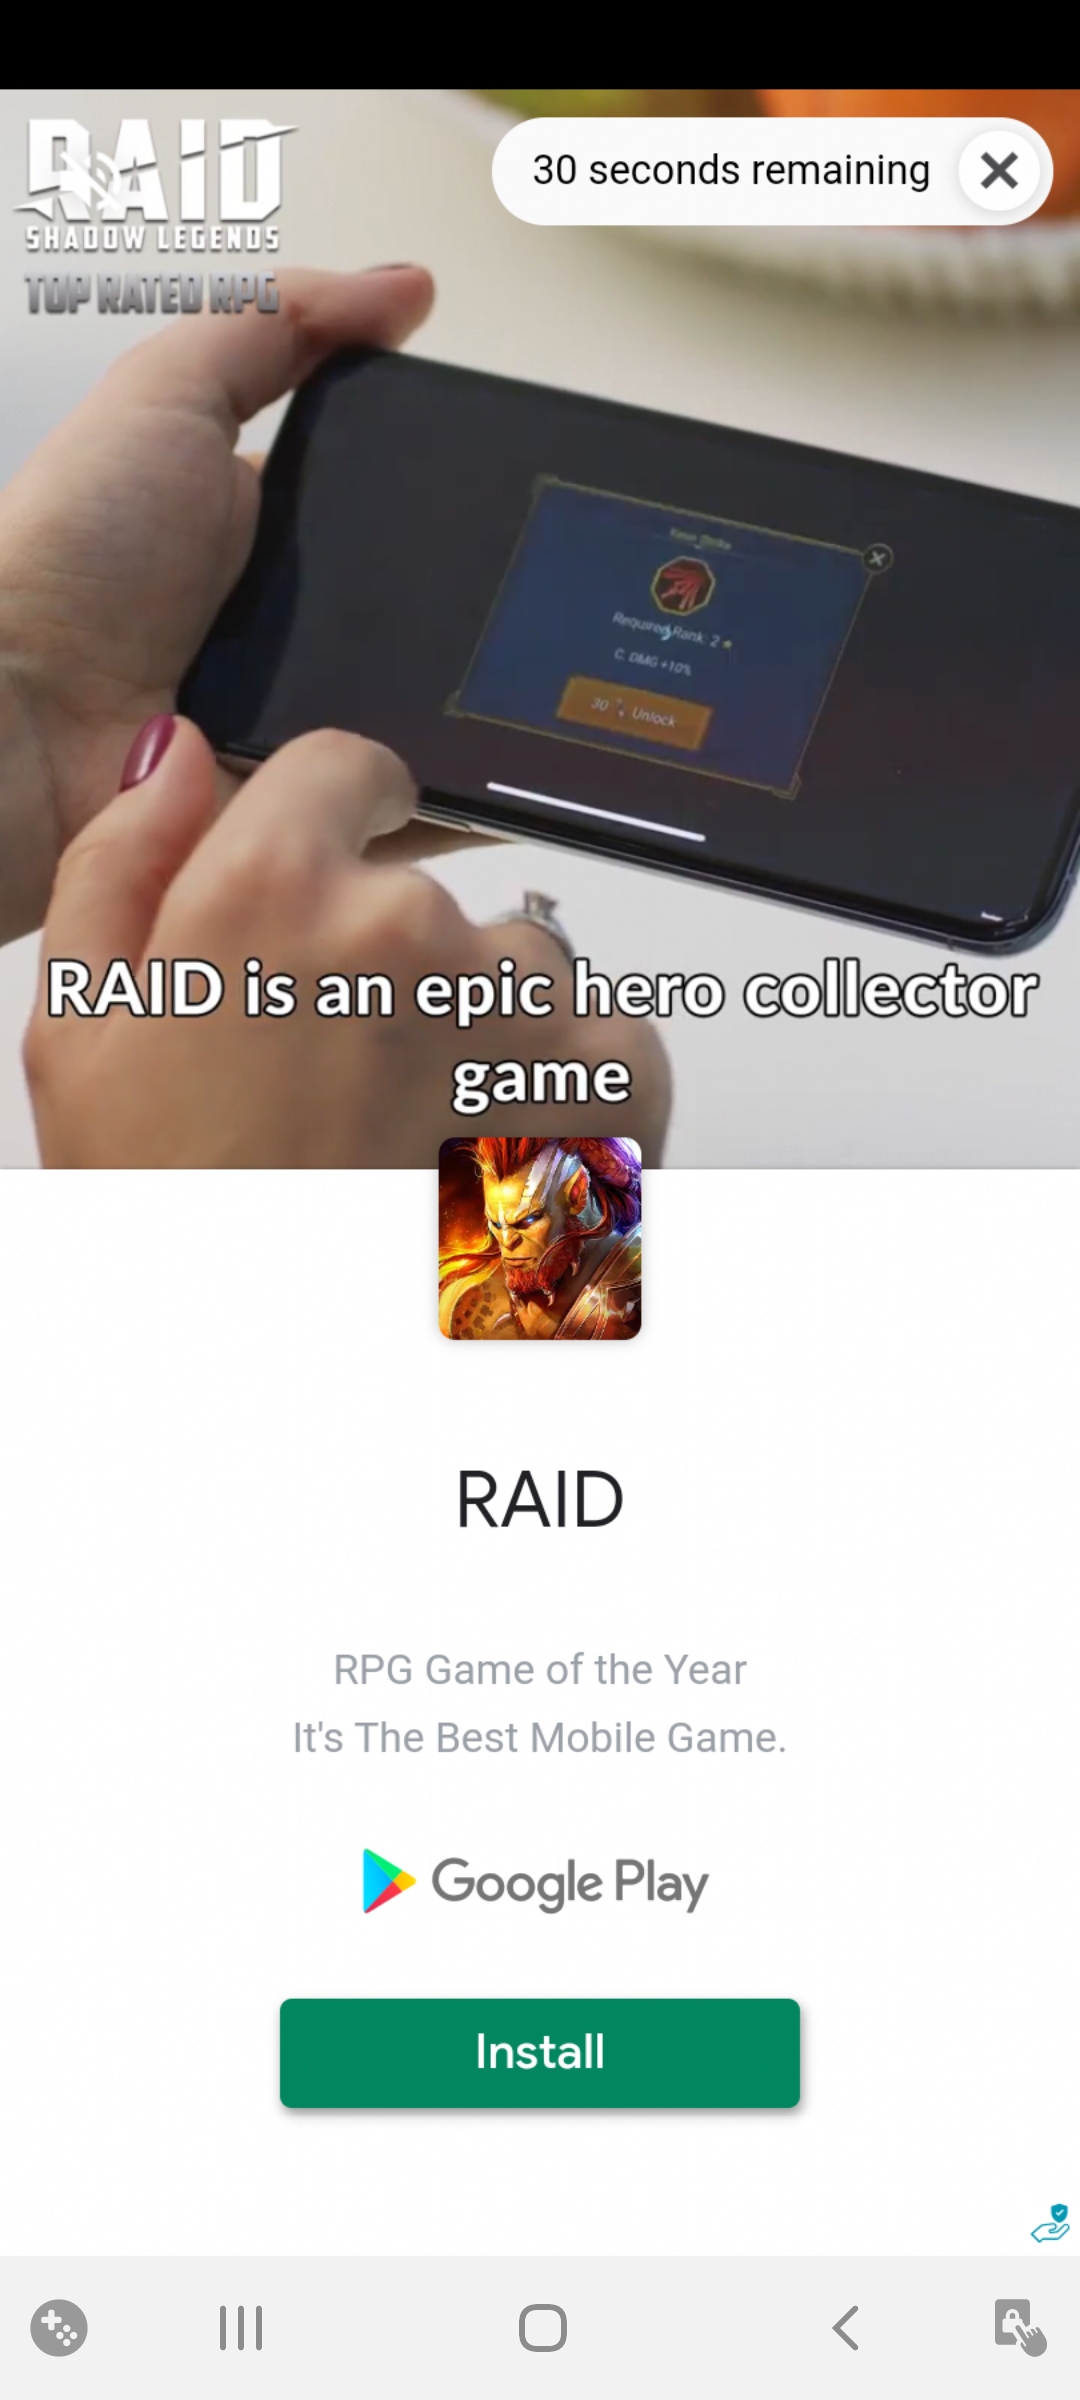 RAID
SHADOW LEGENDS
TOP RATED RPG
30 seconds remaining
Required Rank: 2
C. DMG +10%
30 Unlock
RAID is an epic hero collector
game
RAID
RPG Game of the Year
It's The Best Mobile Game.
Google Play
Install